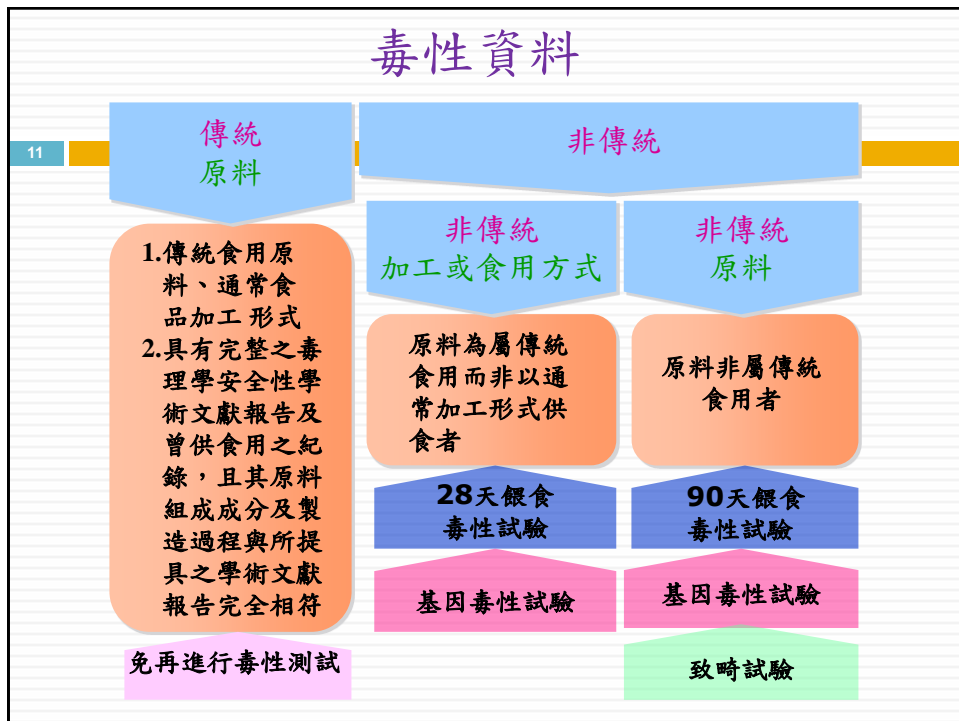 毒性資料
11
傳統
原料
1.傳統食用原
料、通常食
品加工 形式
2.具有完整之毒
理學安全性學
術文獻報告及
曾供食用之紀
錄，且其原料
組成成分及製
造過程與所提
具之學術文獻
報告完全相符
免再進行毒性測試
非傳統
非傳統
加工或食用方式
原料為屬傳統
食用而非以通
常加工形式供
食者
28天餵食
毒性試驗
基因毒性試驗
非傳統
原料
原料非屬傳統
食用者
90天餵食
毒性試驗
基因毒性試驗
致畸試驗